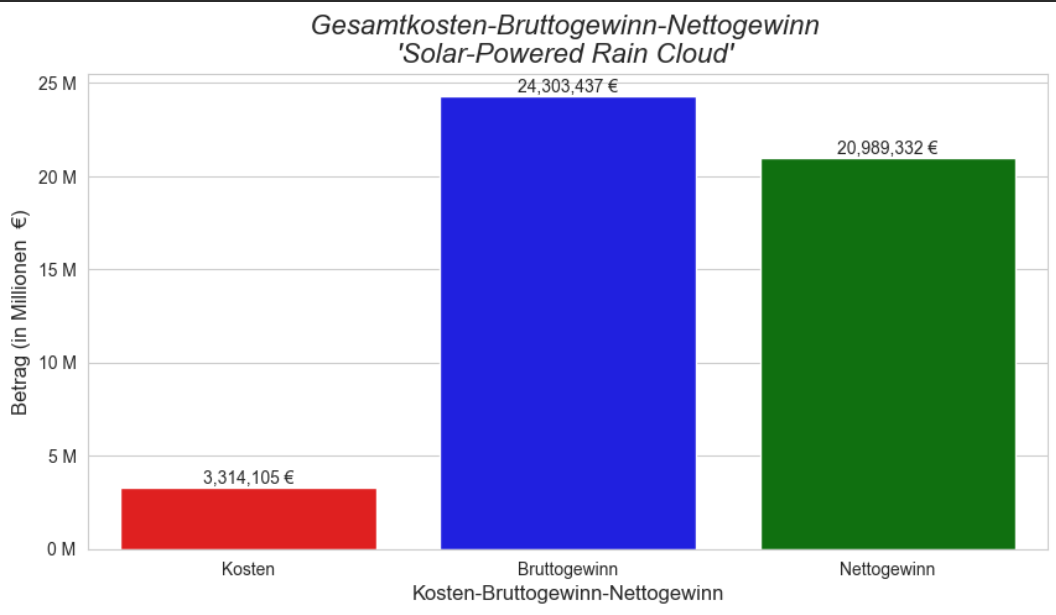 Gesamtkosten-Bruttogewinn-Nettogewinn
'Solar-Powered Rain Cloud'
Betrag (in Millionen €)
25 M
20 M
15 M
10 M
5 M
0 M
3,314,105 €
24,303,437 €
20,989,332 €
Kosten
Bruttogewinn
Nettogewinn
Kosten-Bruttogewinn-Nettogewinn